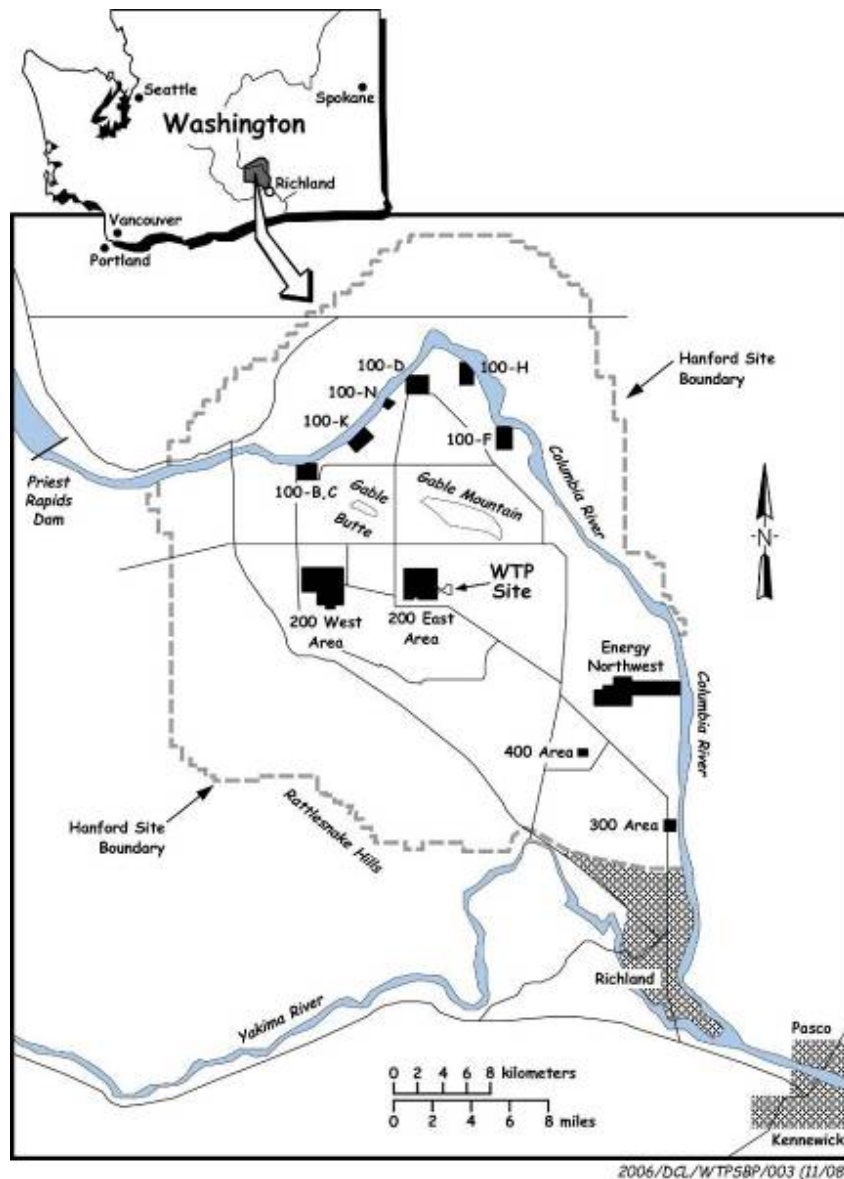 Seattle
Spokane
Washington
Richland
Vancouver
Portland
Hanford Site
Boundary
100-D
100-H
100-N
100-K
100-F
100-B,C
Priest
Rapids
Dam
Gable
Butte
Gable Mountain
Columbia River
-N-
WTP
Site
200 West
Area
200 East
Area
Energy
Northwest
Columbia River
400 Area
300 Area
Hanford Site
Boundary
Rattlesnake Hills
Richland
Yakima River
Pasco
0 2 4 6 8 kilometers
0 2 4 6 8 miles
Kennewick
2006/DCL/WTPSBP/003 (11/08